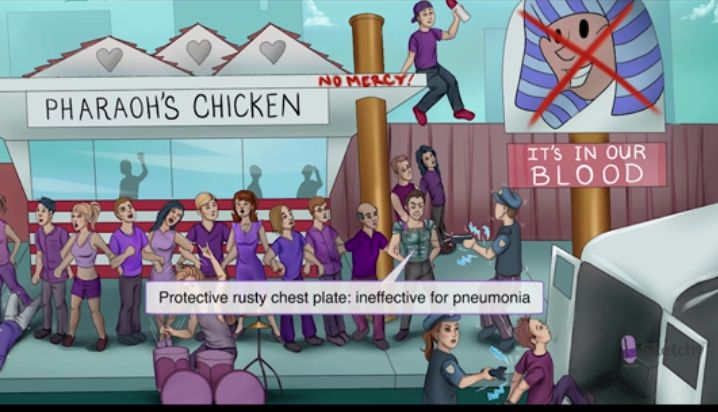 NO MERCY!
PHARAOH'S CHICKEN
IT'S IN OUR
BLOOD
Protective rusty chest plate: ineffective for pneumonia